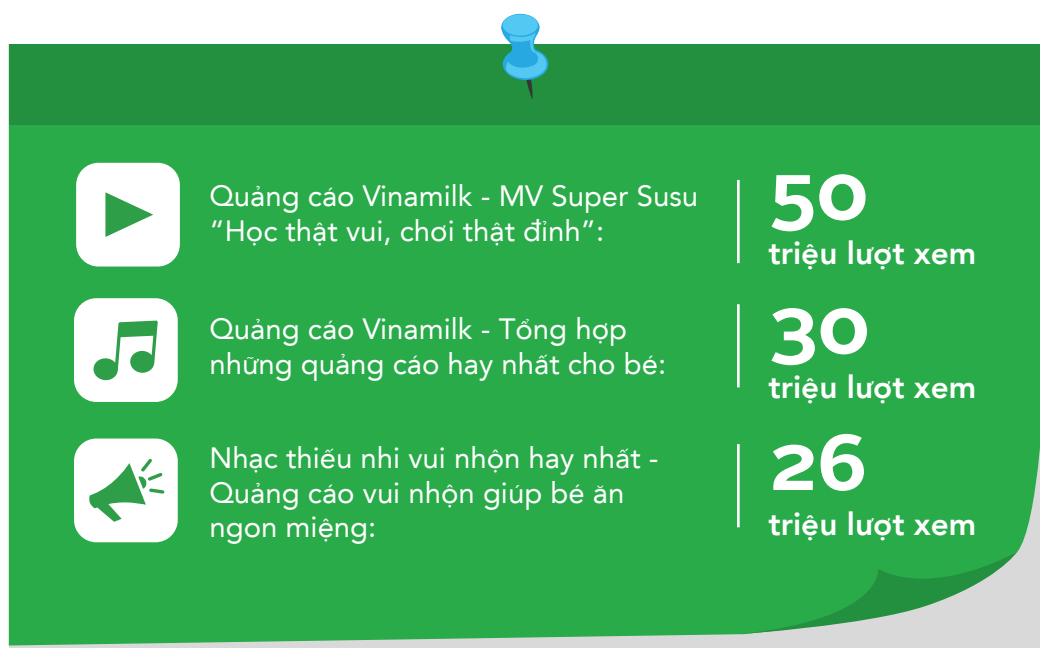 Quảng cáo Vinamilk - MV Super Susu
“Học thật vui, chơi thật đỉnh”:
50
triệu lượt xem
Quảng cáo Vinamilk - Tổng hợp
những quảng cáo hay nhất cho bé:
30
triệu lượt xem
Nhạc thiếu nhi vui nhộn hay nhất -
Quảng cáo vui nhộn giúp bé ăn
ngon miệng:
26
triệu lượt xem